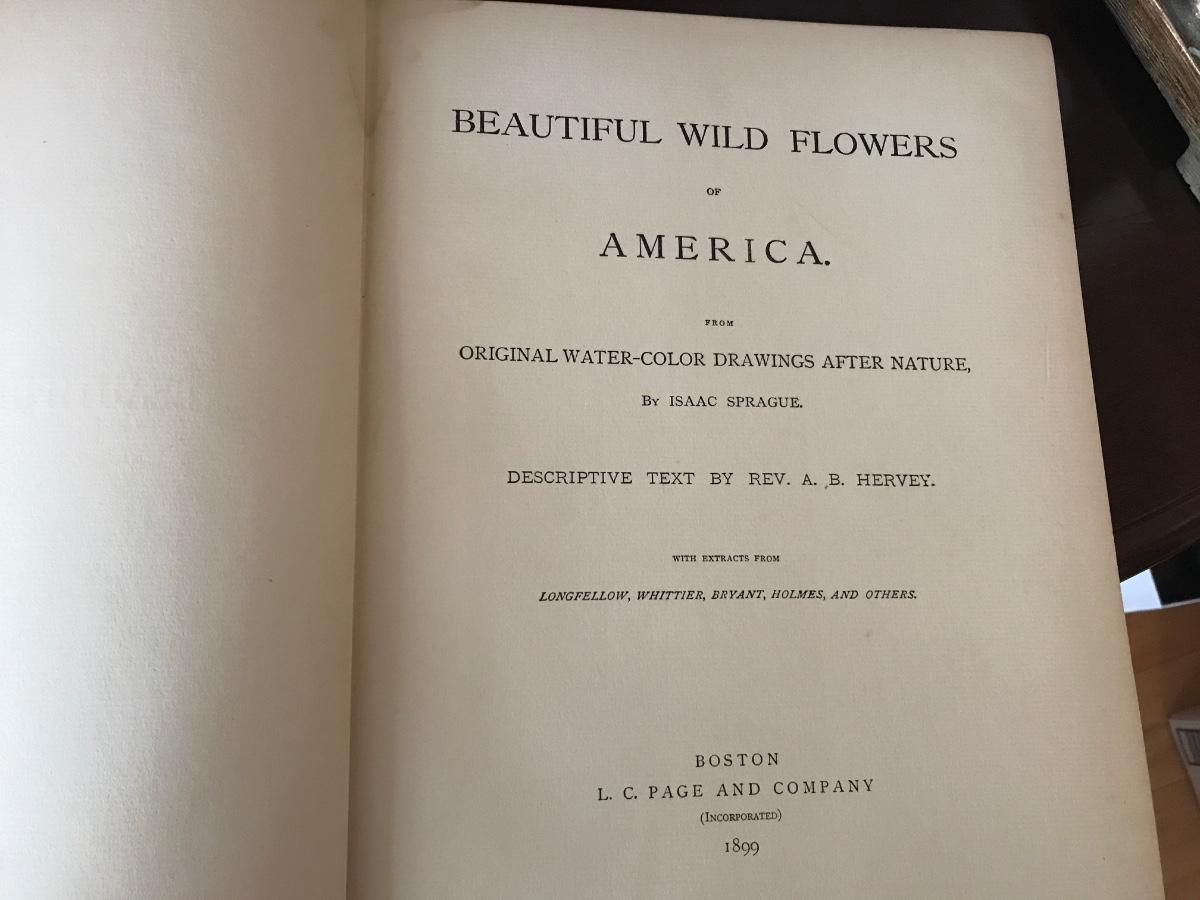 BEAUTIFUL WILD FLOWERS
OF
AMERICA.
FROM
ORIGINAL WATER-COLOR DRAWINGS AFTER NATURE,
By ISAAC SPRAGUE.
DESCRIPTIVE TEXT BY REV. A. B. HERVEY.
WITH EXTRACTS FROM
LONGFELLOW, WHITTIER, BRYANT, HOLMES, AND OTHERS.
BOSTON
L. C. PAGE AND COMPANY
(Incorporated)
1899